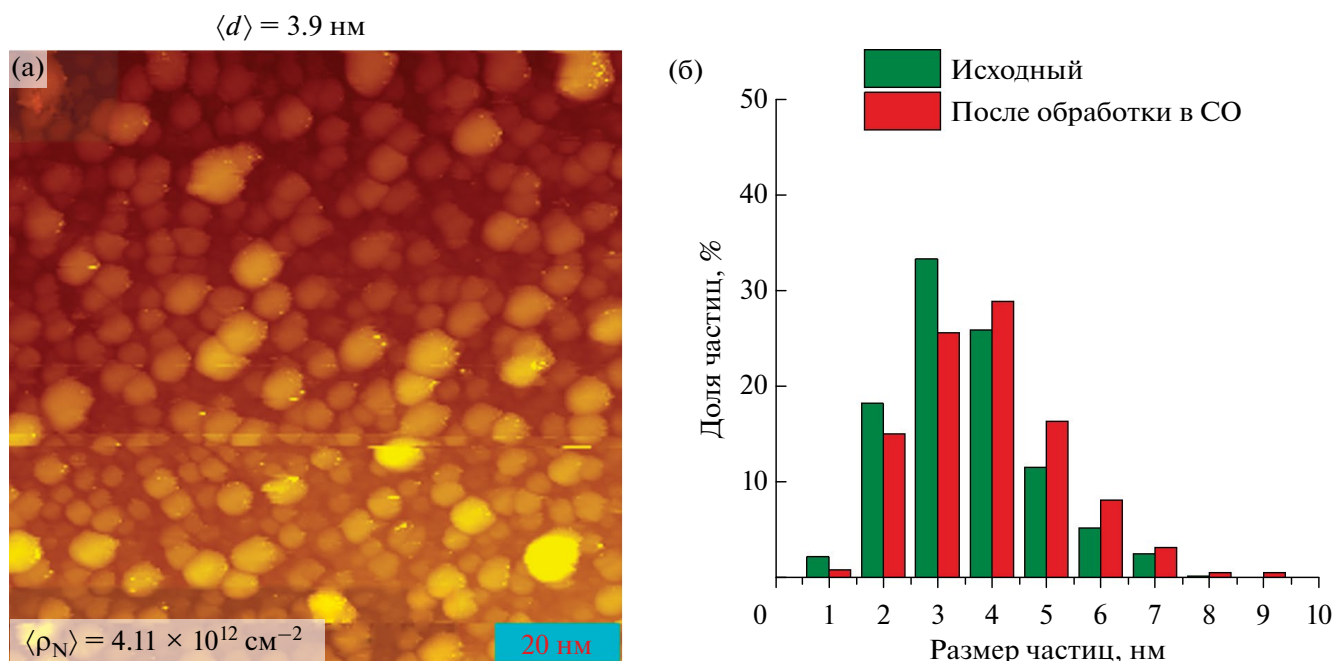 ⟨d⟩ = 3.9 нм
(а)
⟨ρN⟩ = 4.11 × 10¹² см⁻²
20 нм
(б)
Исходный
После обработки в СО
Доля частиц, %
50
40
30
20
10
0 1 2 3 4 5 6 7 8 9 10
Размер частиц, нм